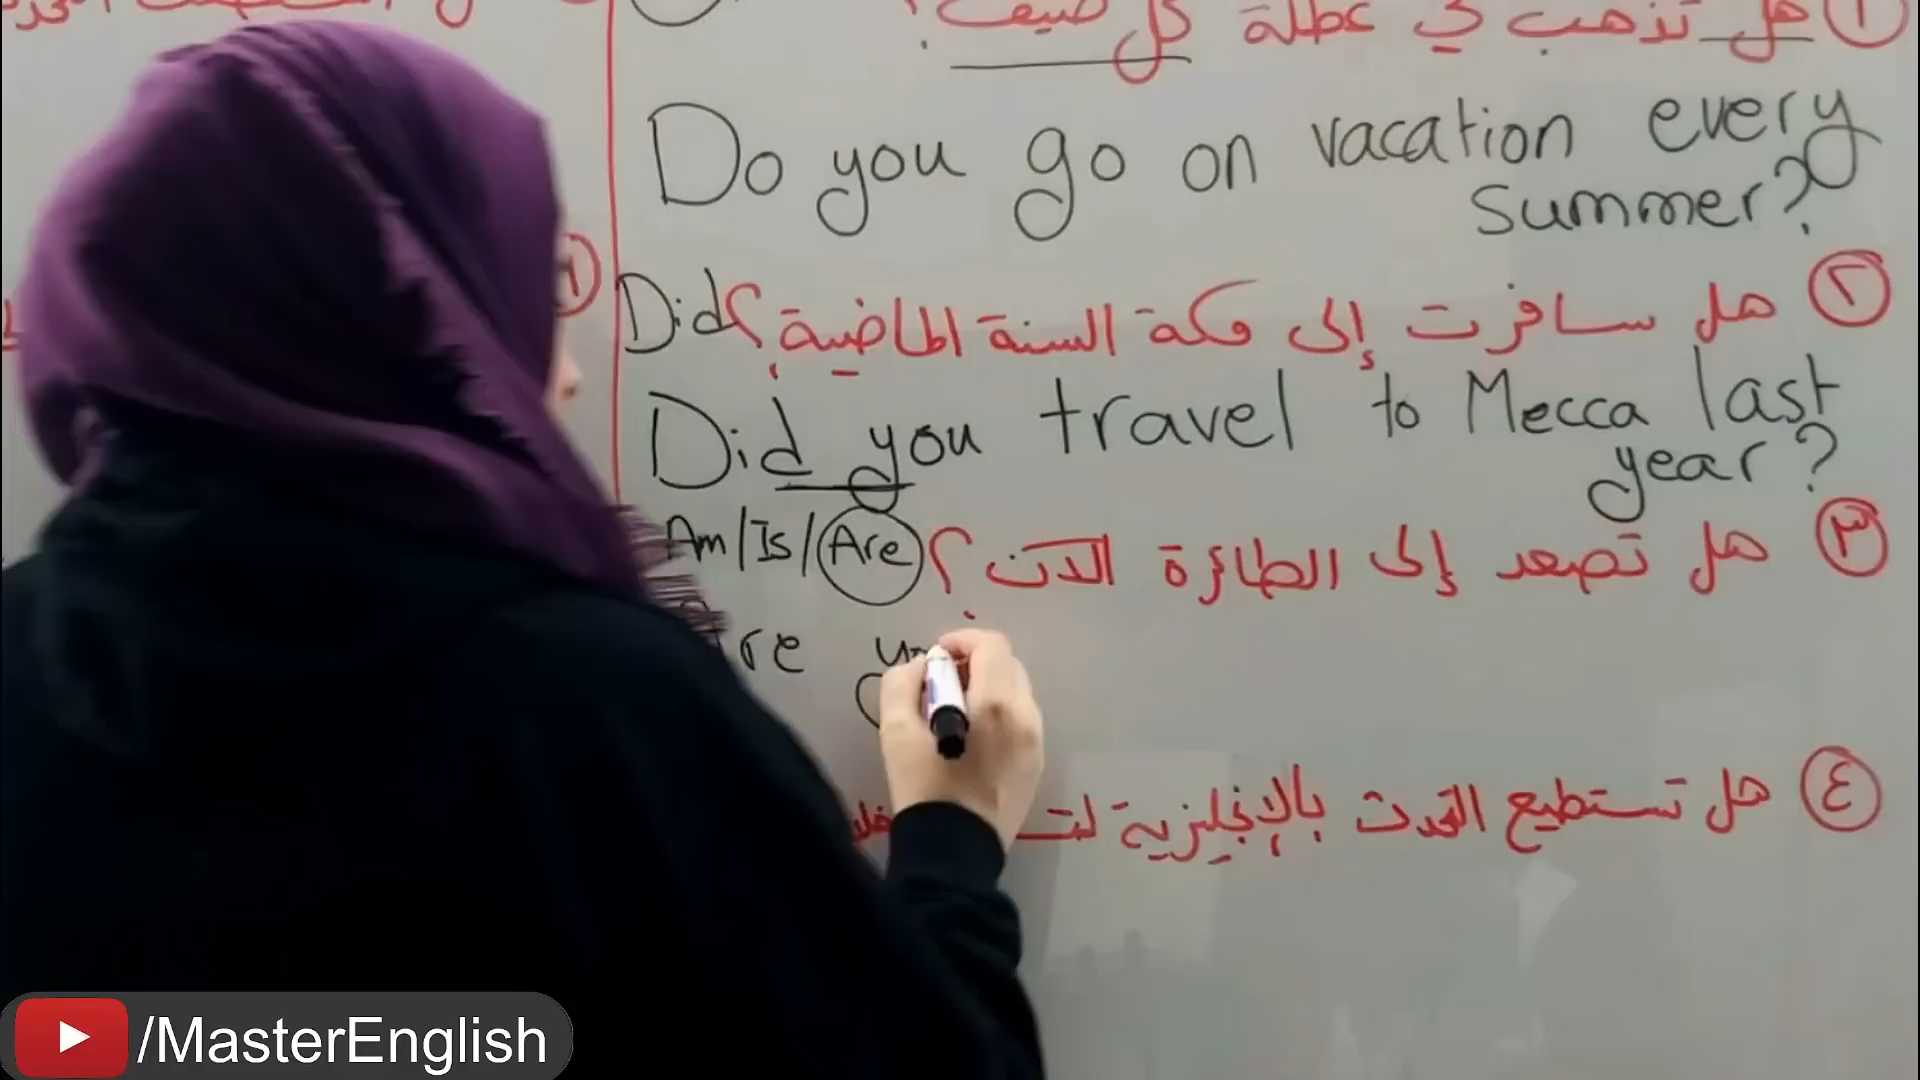 ١ هل تذهب في عطلة كل صيف؟
Do you go on vacation every
summer?
٢ هل سافرت إلى مكة السنة الماضية؟ Did
Did you travel to Mecca last
year?
٣ هل تصعد إلى الطائرة الآن؟ Am/Is/Are
Are
٤ هل تستطيع التحدث بالإنجليزية
/MasterEnglish